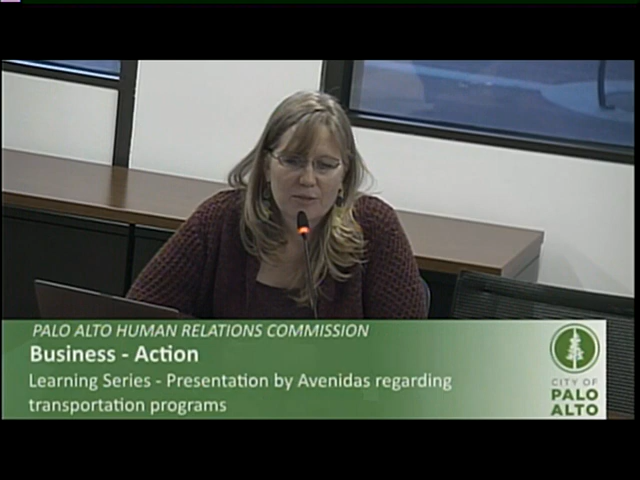 PALO ALTO HUMAN RELATIONS COMMISSION
Business - Action
Learning Series - Presentation by Avenidas regarding
transportation programs
CITY OF
PALO
ALTO